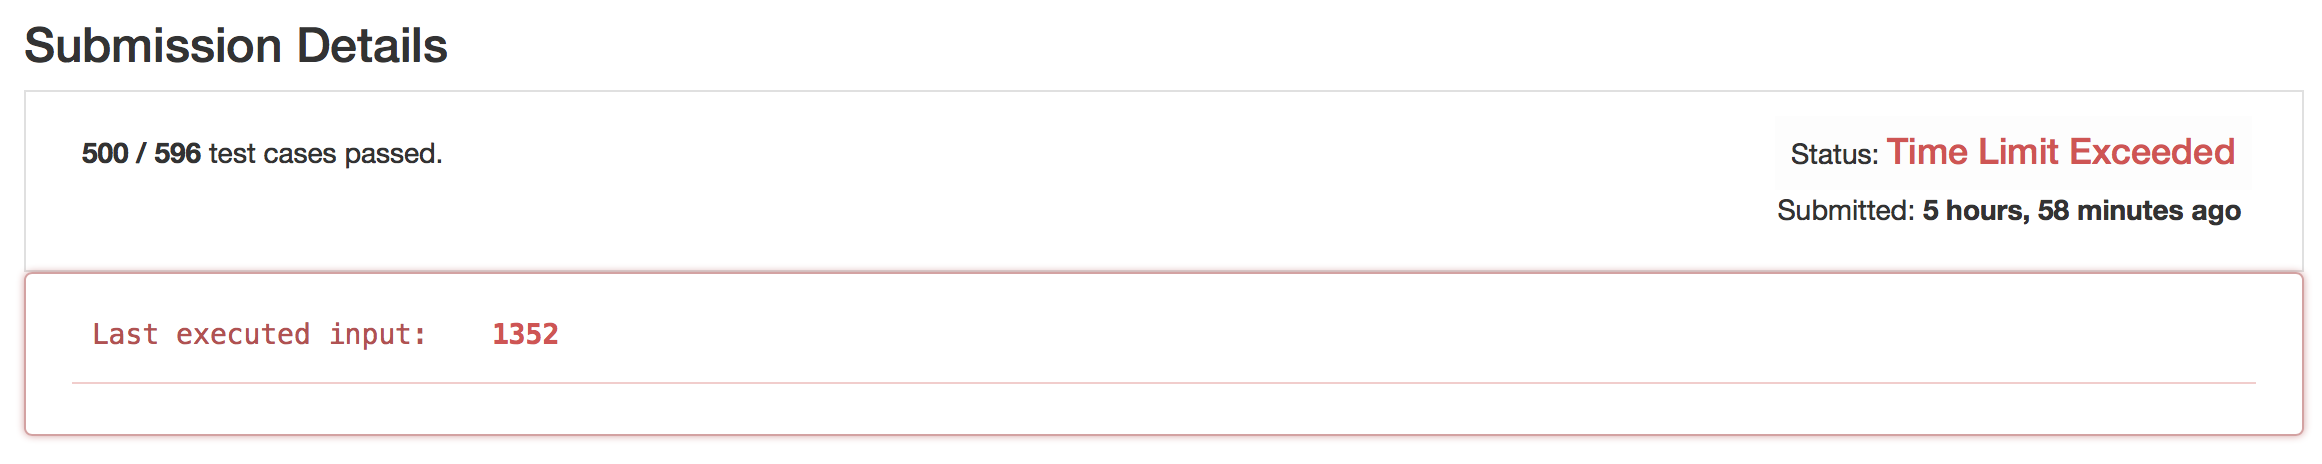 Submission Details
500 / 596 test cases passed.
Status: Time Limit Exceeded
Submitted: 5 hours, 58 minutes ago
Last executed input: 1352